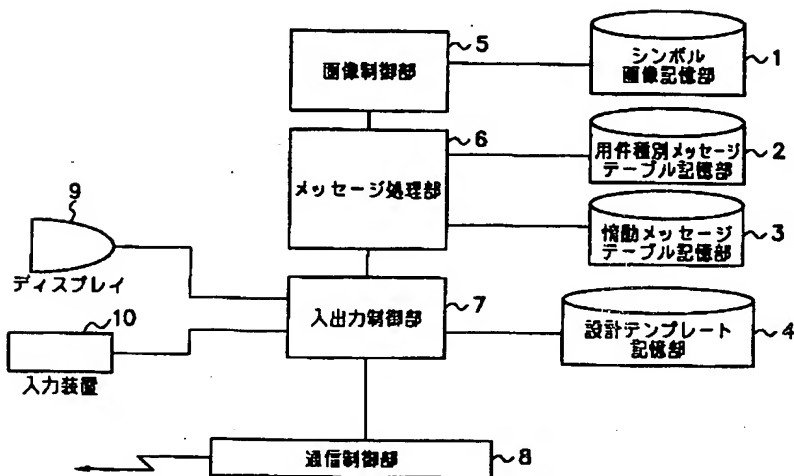 画像制御部
5
シンボル
画像記憶部
1
メッセージ処理部
6
用件種別メッセージ
テーブル記憶部
2
情動メッセージ
テーブル記憶部
3
9
ディスプレイ
入出力制御部
7
設計テンプレート
記憶部
4
10
入力装置
通信制御部
8